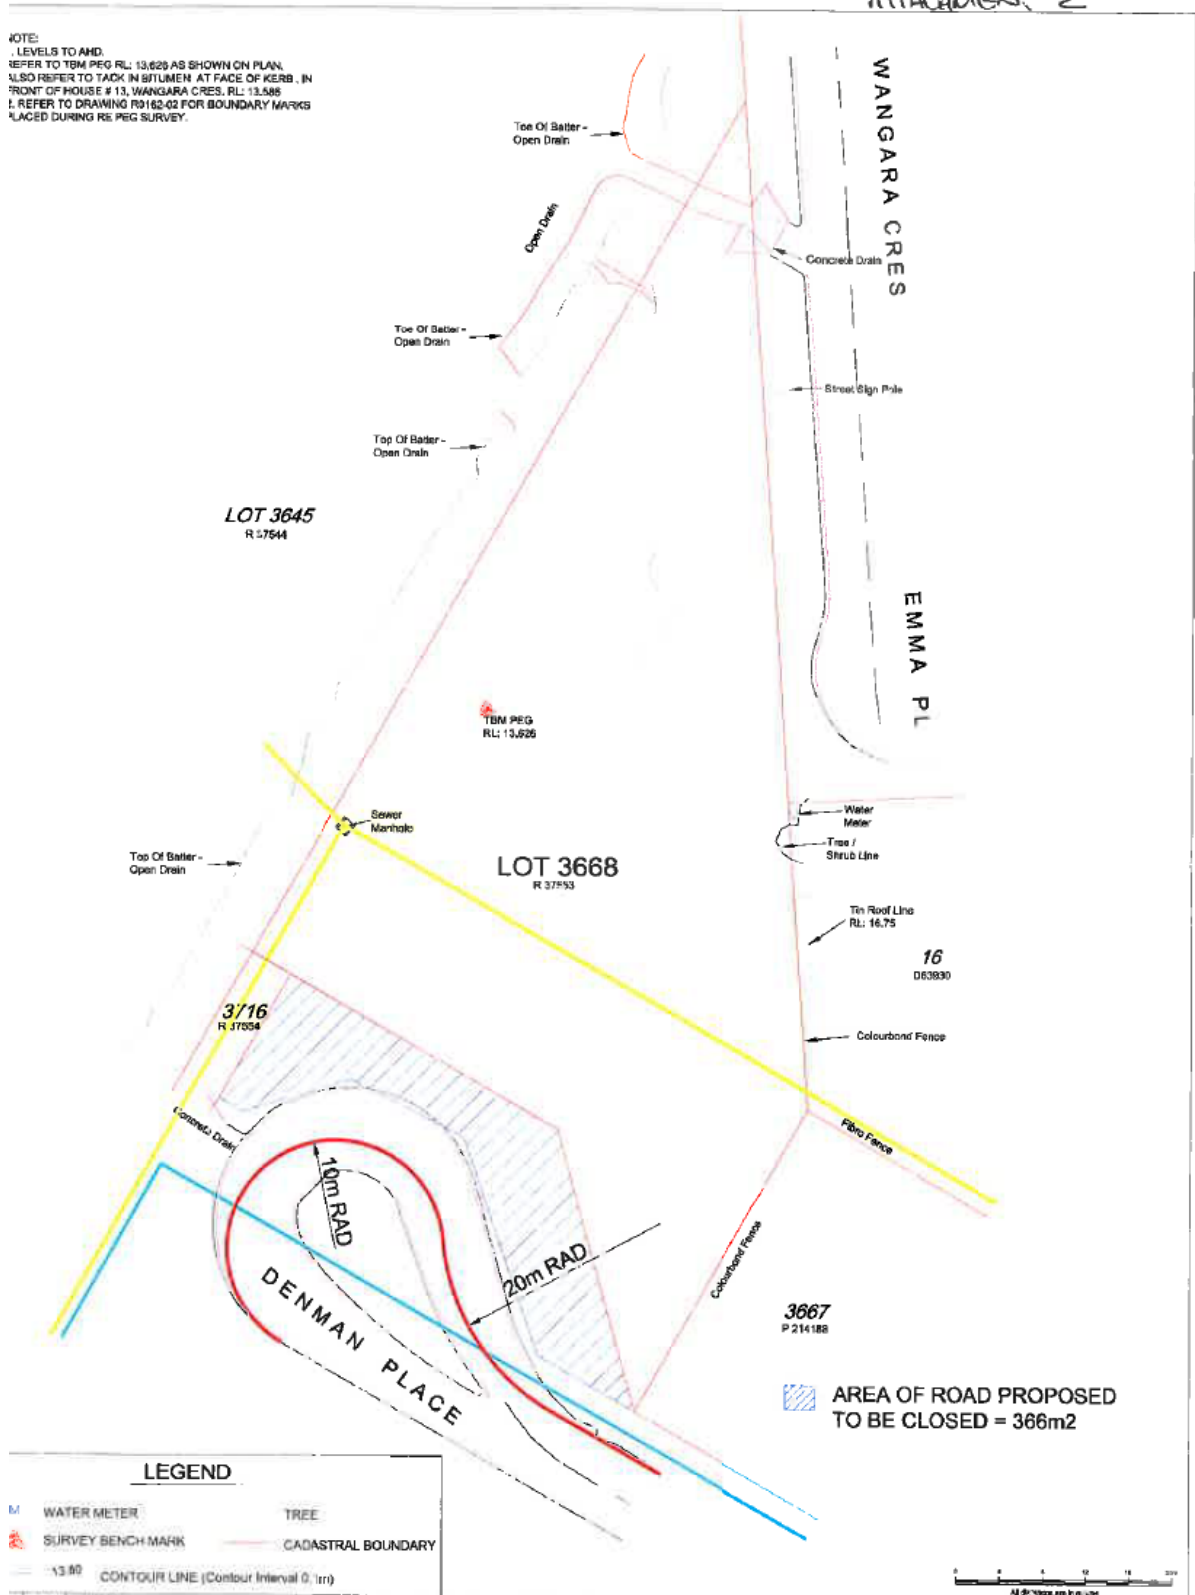 ATTACHMENT 2
NOTE:
. LEVELS TO AHD.
REFER TO TBM PEG RL: 13.626 AS SHOWN ON PLAN.
ALSO REFER TO TACK IN BITUMEN AT FACE OF KERB, IN
FRONT OF HOUSE # 13, WANGARA CRES. RL: 13.586
2. REFER TO DRAWING R0162-02 FOR BOUNDARY MARKS
PLACED DURING RE PEG SURVEY.
WANGARA CRES
Toe Of Batter -
Open Drain
Open Drain
Concrete Drain
Toe Of Batter -
Open Drain
Street Sign Pole
Top Of Batter -
Open Drain
LOT 3645
R 37544
EMMA PL
TBM PEG
RL: 13.626
Sewer
Manhole
Water
Meter
Tree /
Shrub Line
Top Of Batter -
Open Drain
LOT 3668
R 37553
Tin Roof Line
RL: 16.75
16
D63930
3716
R 37554
Colourbond Fence
Concrete Drain
Fibro Fence
10m RAD
20m RAD
Colourbond Fence
DENMAN PLACE
3667
P 214188
AREA OF ROAD PROPOSED
TO BE CLOSED = 366m2
LEGEND
WATER METER
TREE
SURVEY BENCH MARK
CADASTRAL BOUNDARY
13.80
CONTOUR LINE (Contour Interval 0.1m)